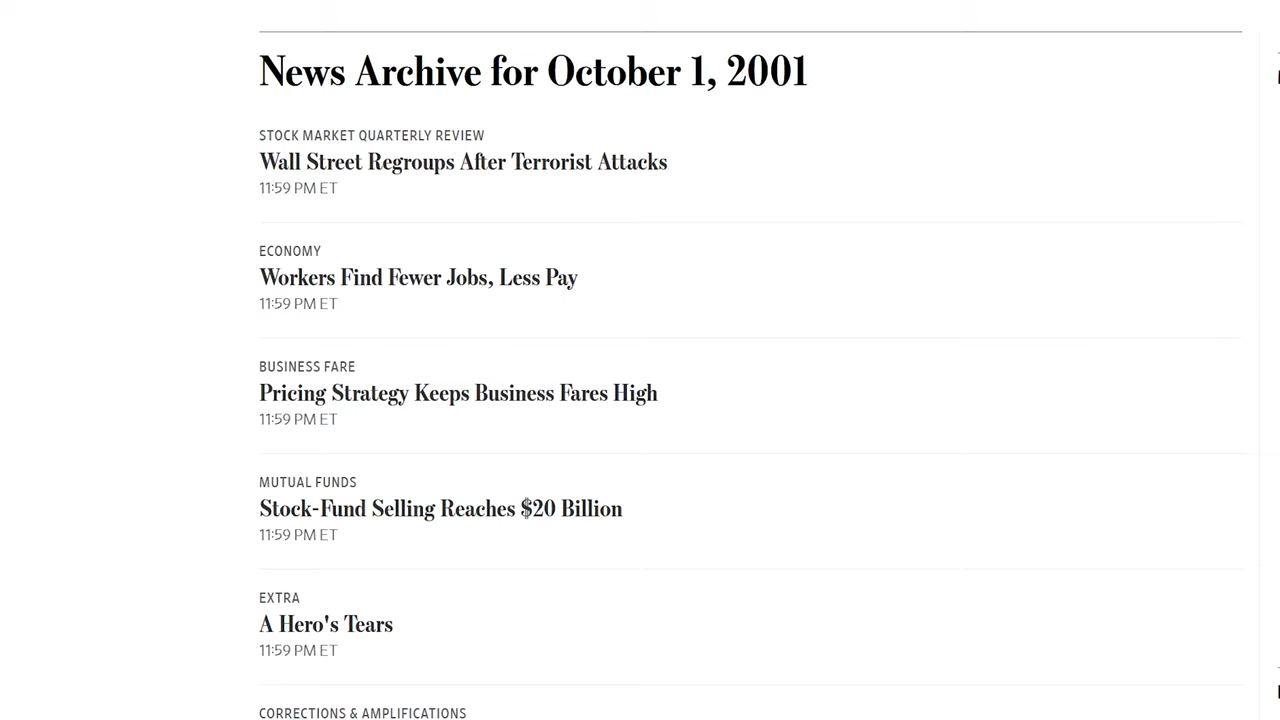 News Archive for October 1, 2001
STOCK MARKET QUARTERLY REVIEW
Wall Street Regroups After Terrorist Attacks
11:59 PM ET
ECONOMY
Workers Find Fewer Jobs, Less Pay
11:59 PM ET
BUSINESS FARE
Pricing Strategy Keeps Business Fares High
11:59 PM ET
MUTUAL FUNDS
Stock-Fund Selling Reaches $20 Billion
11:59 PM ET
EXTRA
A Hero's Tears
11:59 PM ET
CORRECTIONS & AMPLIFICATIONS